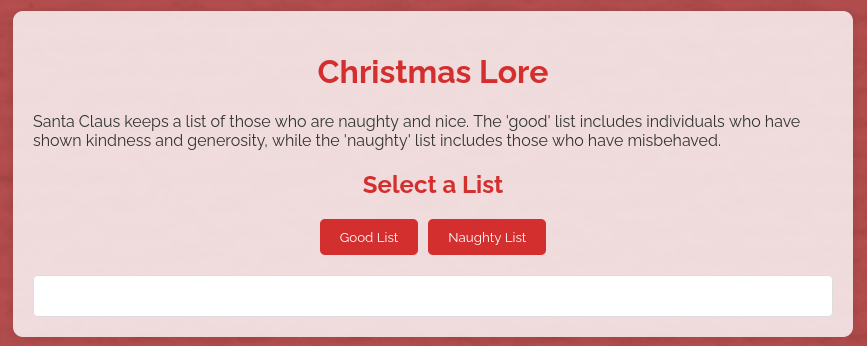 Christmas Lore
Santa Claus keeps a list of those who are naughty and nice. The 'good' list includes individuals who have
shown kindness and generosity, while the 'naughty' list includes those who have misbehaved.
Select a List
Good List
Naughty List